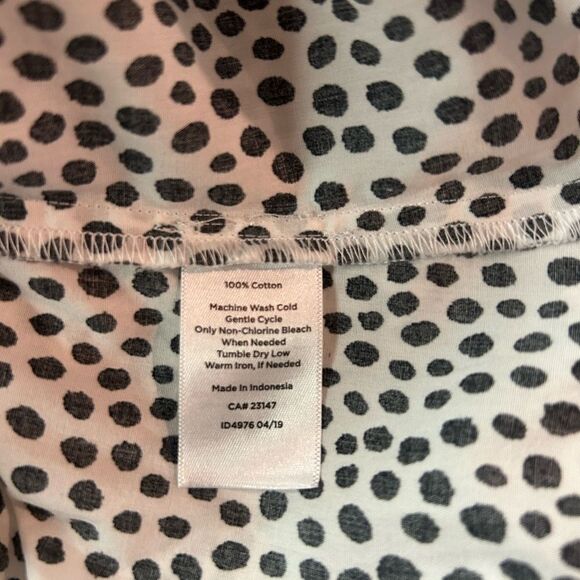 100% Cotton
Machine Wash Cold
Gentle Cycle
Only Non-Chlorine Bleach
When Needed
Tumble Dry Low
Warm Iron, If Needed
Made In Indonesia
CA# 23147
ID4976 04/19